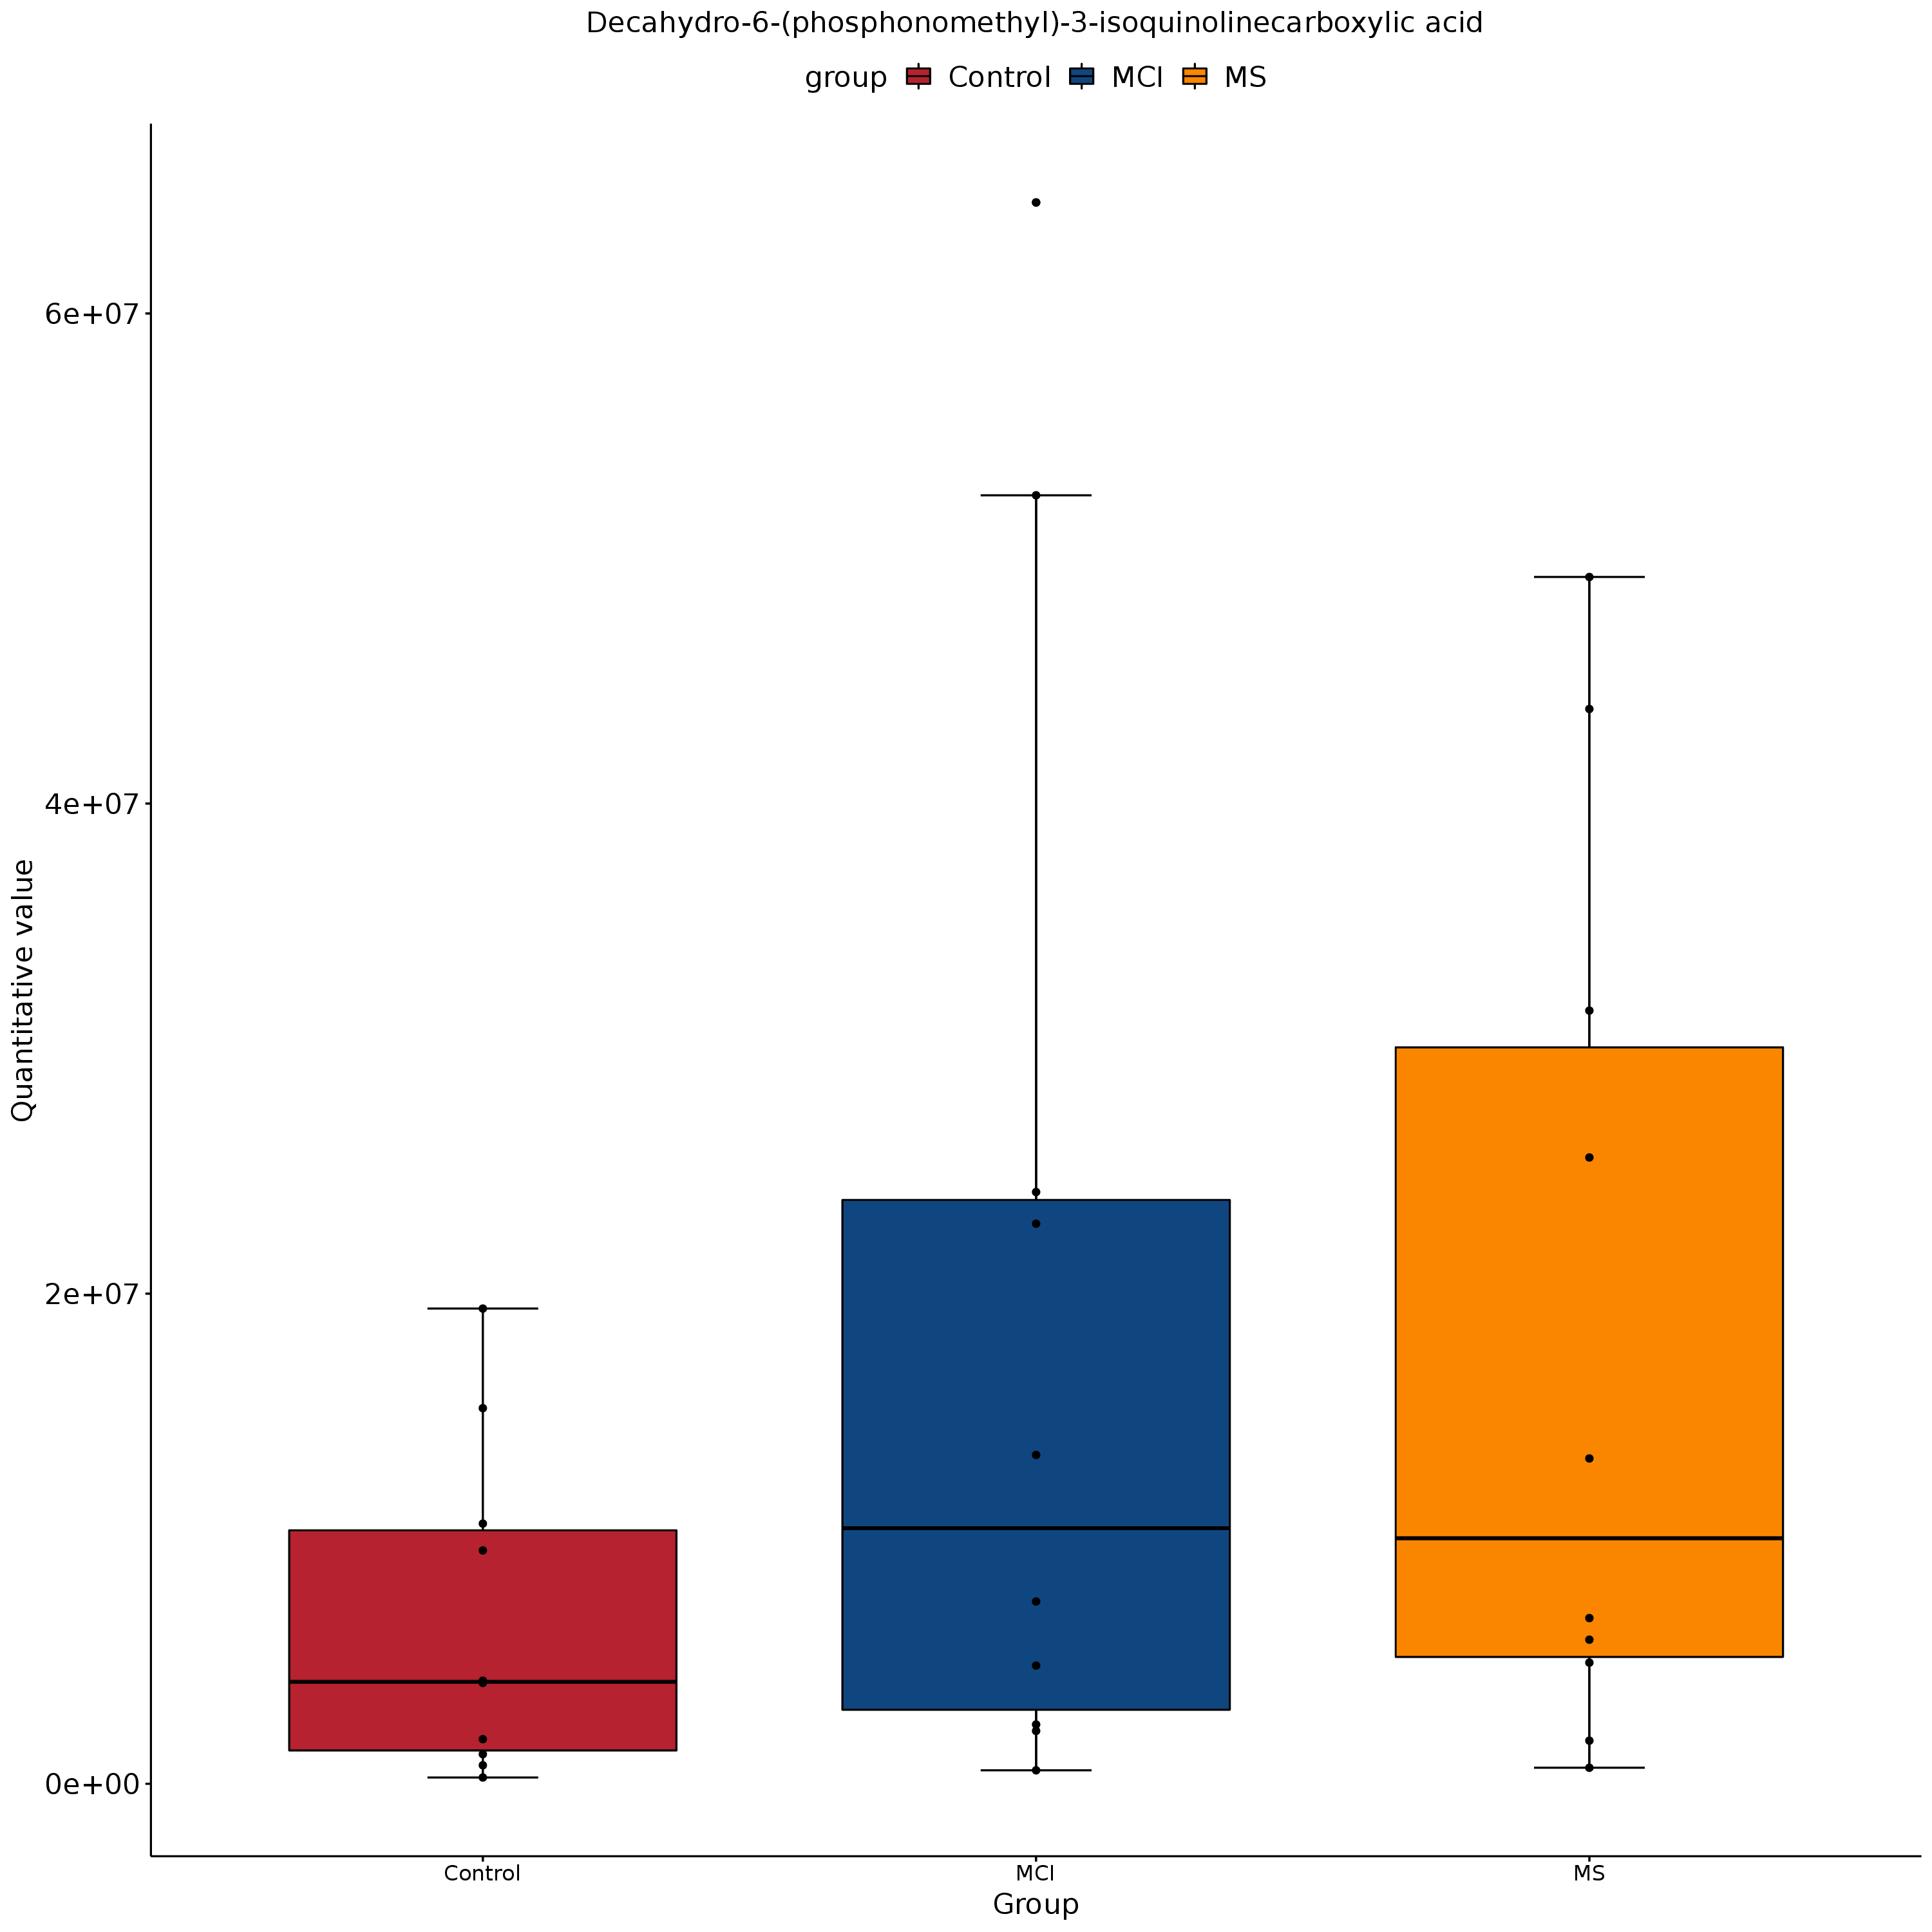 Decahydro-6-(phosphonomethyl)-3-isoquinolinecarboxylic acid
group Control MCI MS
6e+07
4e+07
2e+07
0e+00
Quantitative value
Control MCI MS
Group